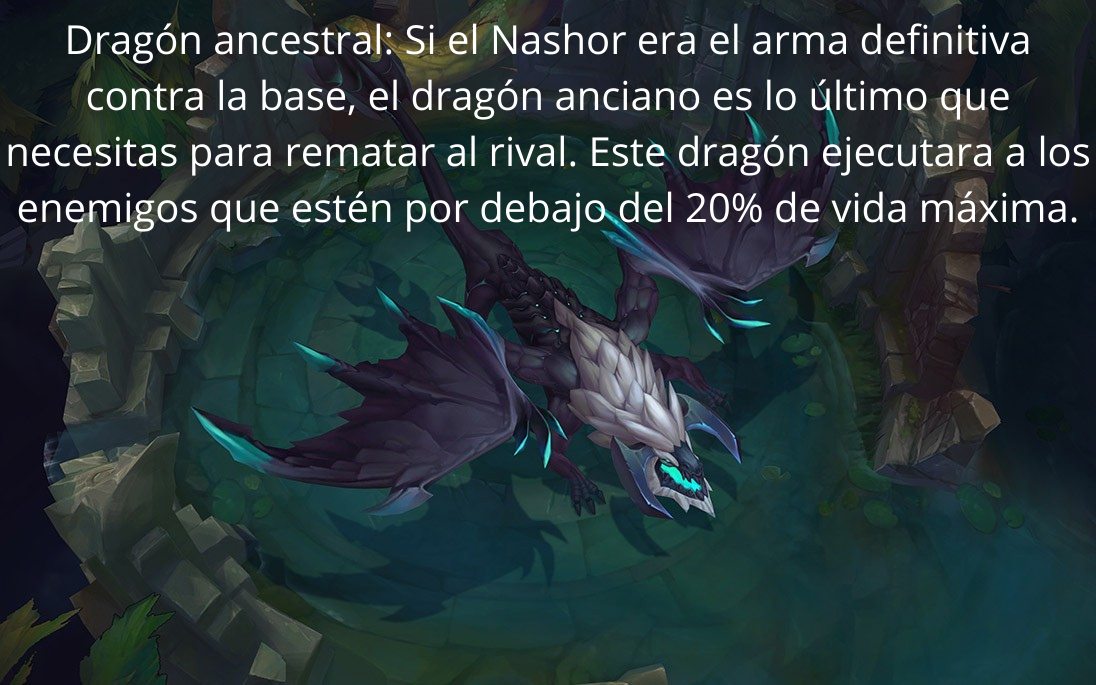 Dragón ancestral: Si el Nashor era el arma definitiva
contra la base, el dragón anciano es lo último que
necesitas para rematar al rival. Este dragón ejecutara a los
enemigos que estén por debajo del 20% de vida máxima.